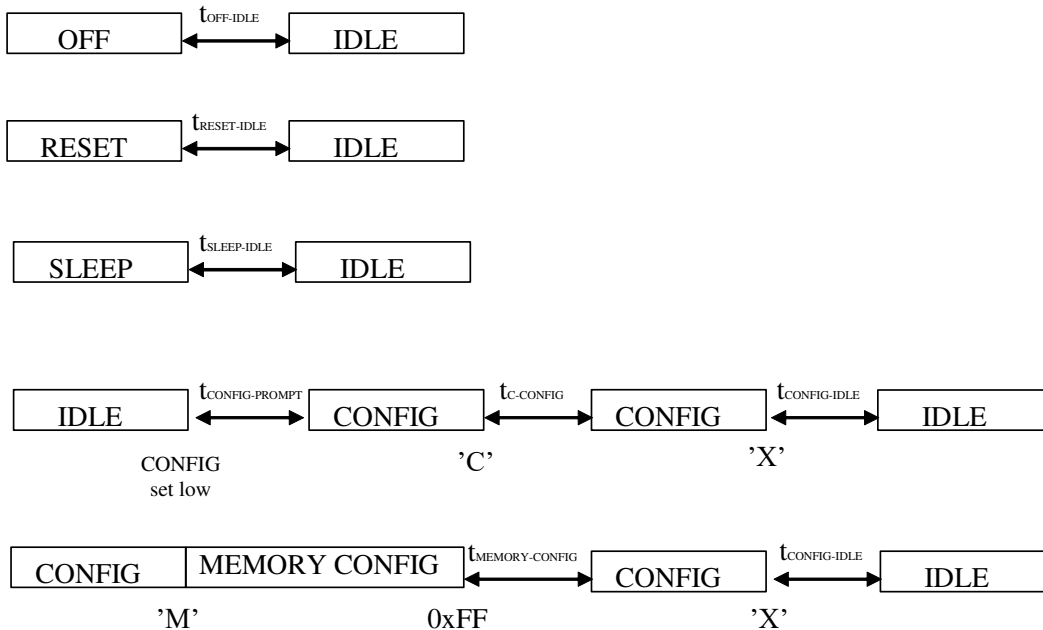 tOFF-IDLE
OFF IDLE
tRESET-IDLE
RESET IDLE
tSLEEP-IDLE
SLEEP IDLE
tCONFIG-PROMPT tC-CONFIG tCONFIG-IDLE
IDLE CONFIG CONFIG IDLE
CONFIG 'C' 'X'
set low
tMEMORY-CONFIG tCONFIG-IDLE
CONFIG MEMORY CONFIG CONFIG IDLE
'M' 0xFF 'X'